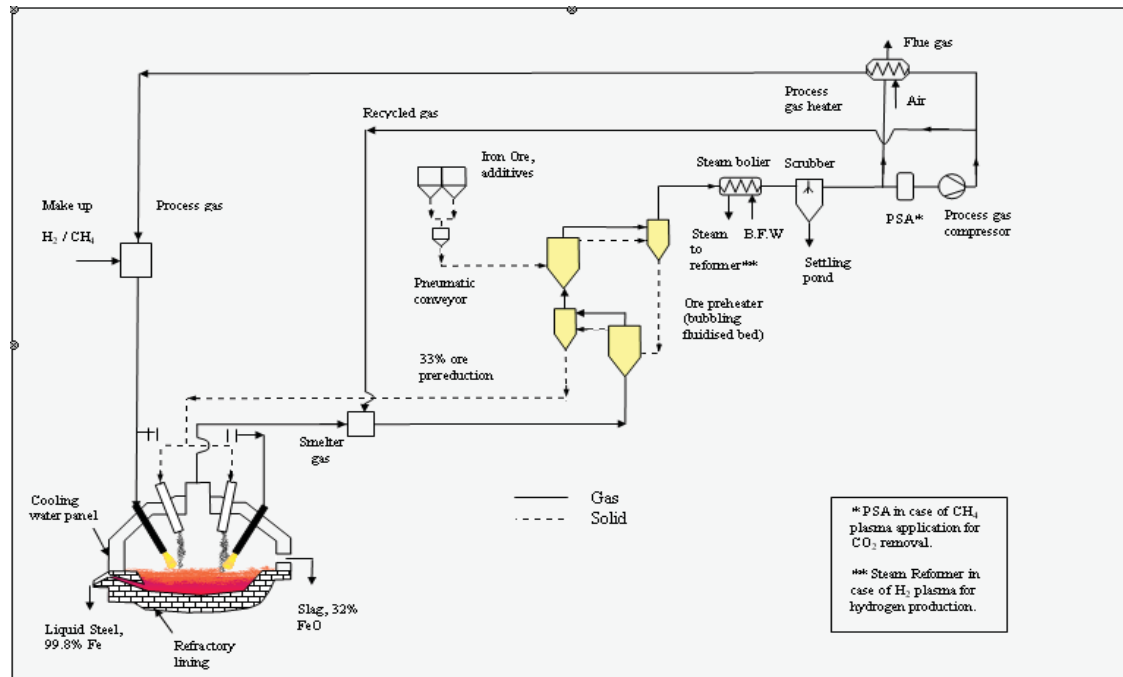 Flue gas
Process
gas heater
Air
Recycled gas
Iron Ore,
additives
Steam bolier
Scrubber
Make up
H₂ / CH₄
Process gas
PSA*
Process gas
compressor
Steam
to
reformer***
B.F.W
Settling
pond
Pneumatic
conveyor
Ore preheater
(bubbling
fluidised bed)
33% ore
prereduction
Smelter
gas
Cooling
water panel
Gas
Solid
*PSA in case of CH₄
plasma application for
CO₂ removal.
*** Steam Reformer in
case of H₂ plasma for
hydrogen production.
Slag, 32%
FeO
Liquid Steel,
99.8% Fe
Refractory
lining